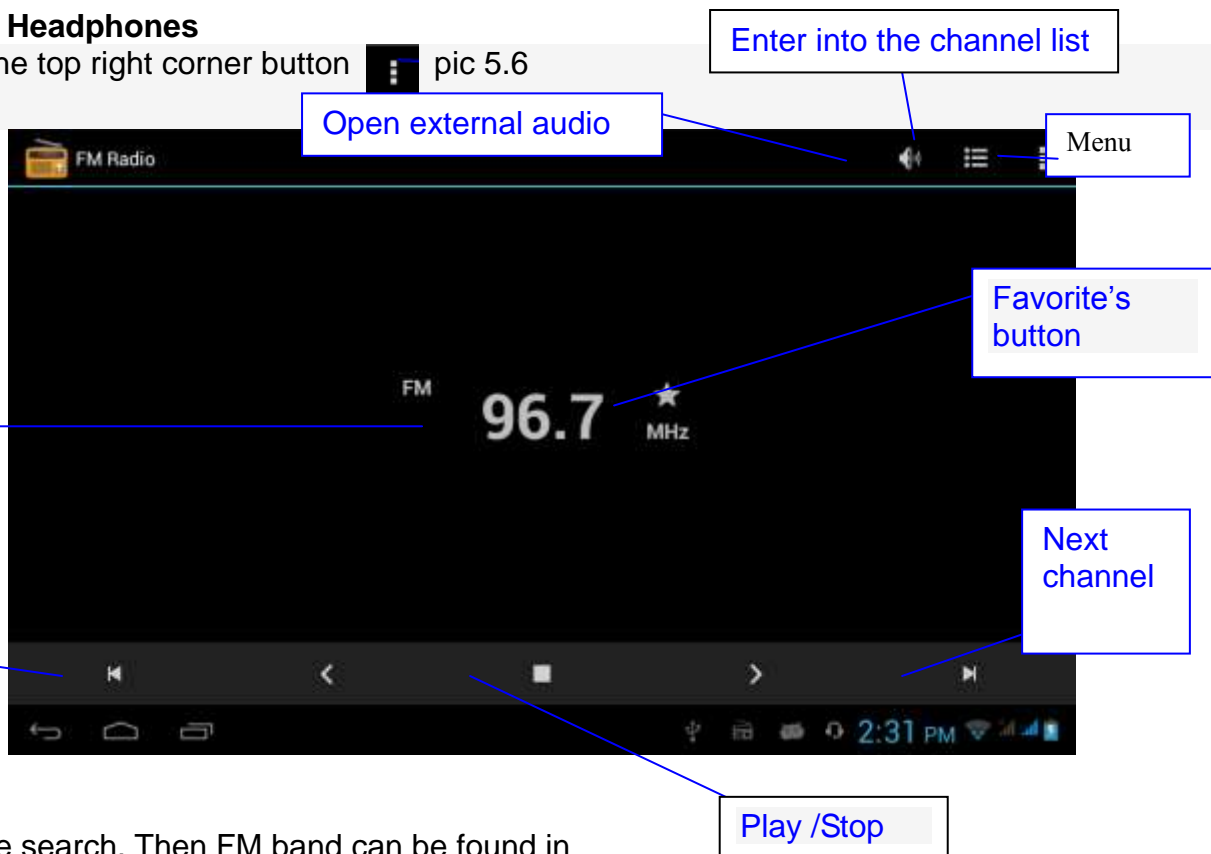 Headphones
ne top right corner button pic 5.6
Enter into the channel list
Open external audio
FM Radio
Menu
Favorite's
button
FM
96.7
MHz
Next
channel
2:31 PM
Play /Stop
e search. Then FM band can be found in